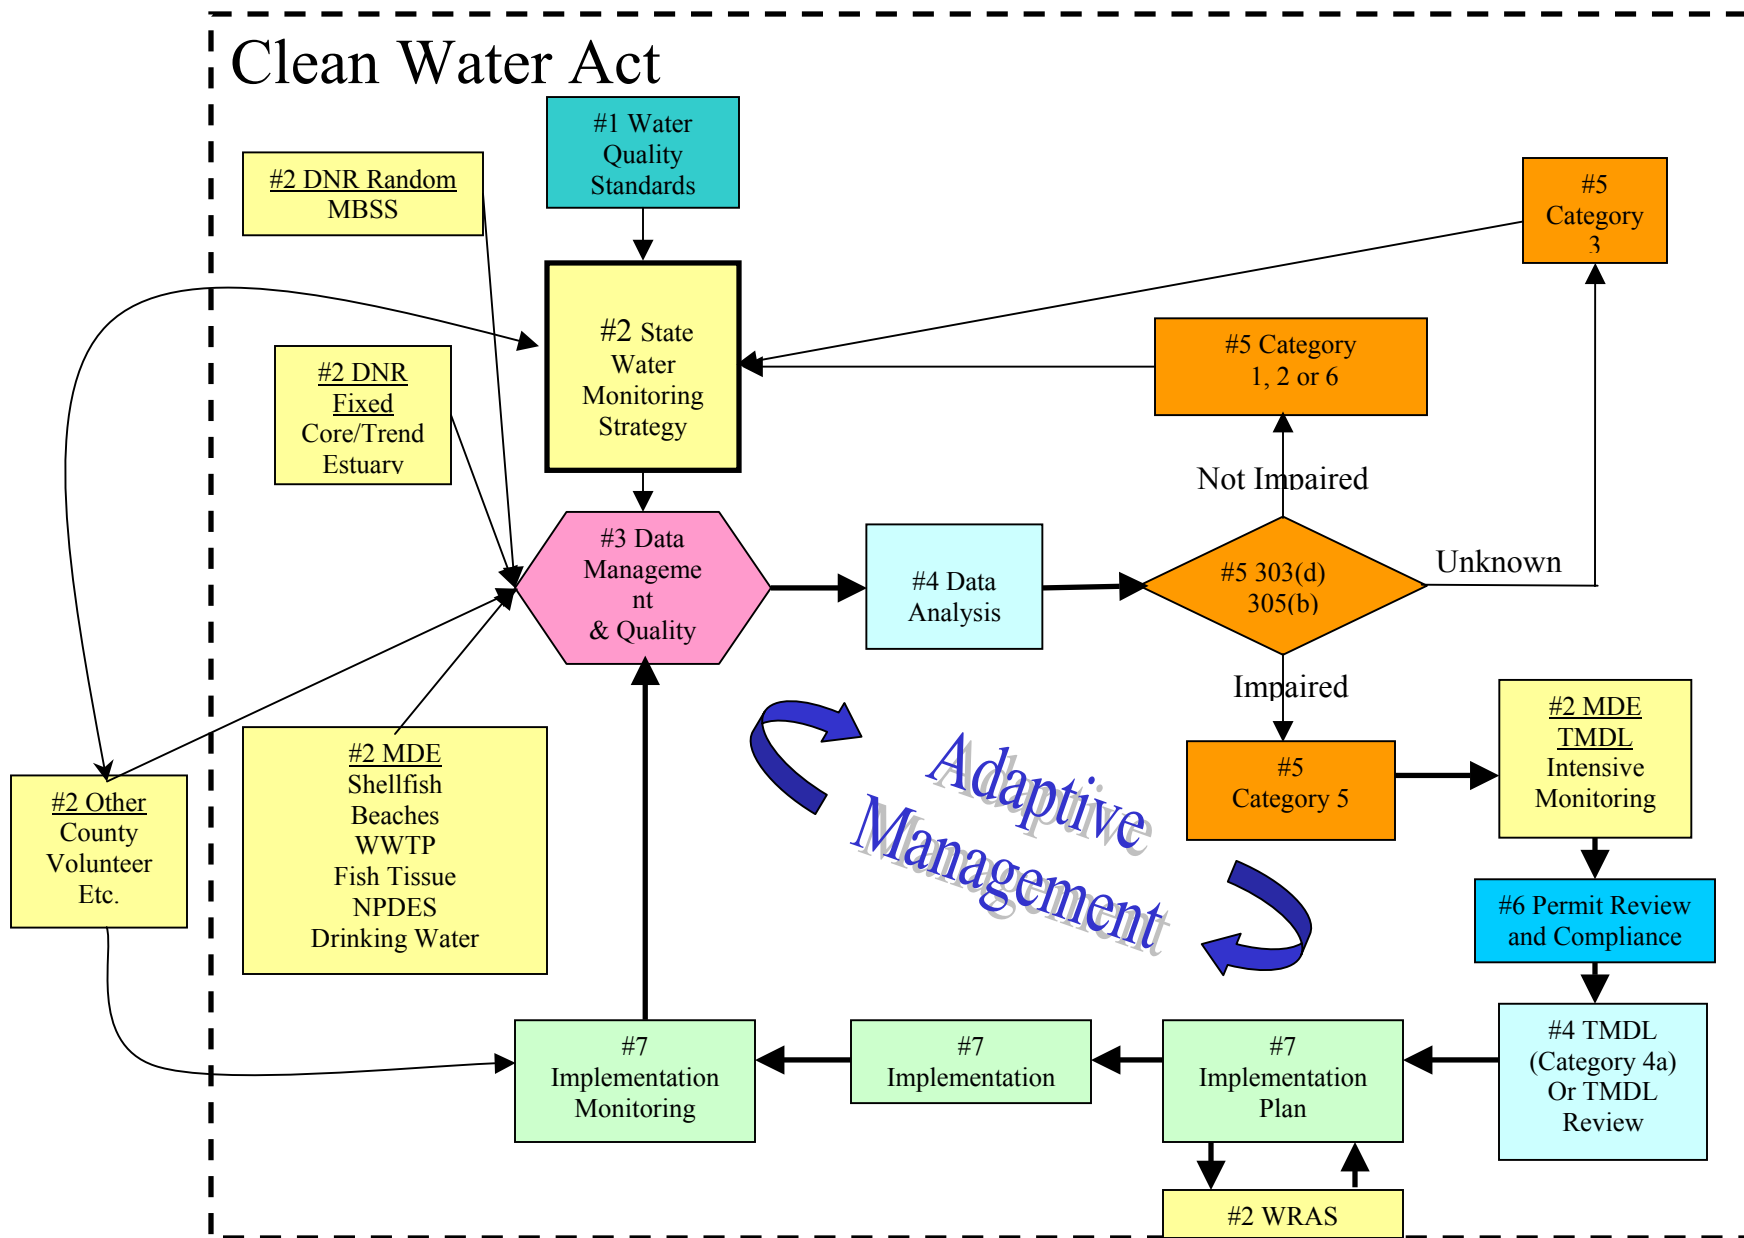 Clean Water Act
#1 Water
Quality
Standards
#2 DNR Random
MBSS
#5
Category
3
#2 State
Water
Monitoring
Strategy
#5 Category
1, 2 or 6
#2 DNR
Fixed
Core/Trend
Estuary
Not Impaired
#3 Data
Manageme
nt
& Quality
#4 Data
Analysis
#5 303(d)
305(b)
Unknown
Impaired
#2 MDE
TMDL
Intensive
Monitoring
#5
Category 5
Adaptive
Management
#2 Other
County
Volunteer
Etc.
#2 MDE
Shellfish
Beaches
WWTP
Fish Tissue
NPDES
Drinking Water
#6 Permit Review
and Compliance
#7
Implementation
Monitoring
#7
Implementation
#7
Implementation
Plan
#4 TMDL
(Category 4a)
Or TMDL
Review
#2 WRAS